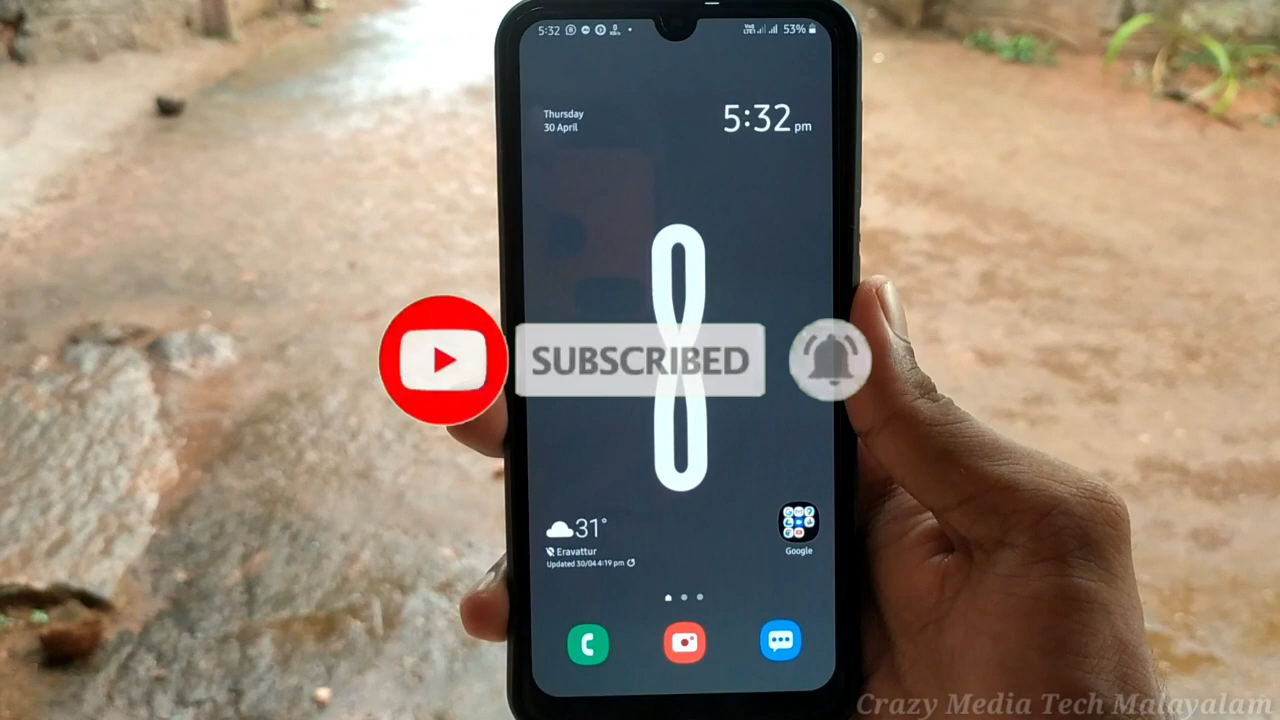 5:32
53%
Thursday
30 April
5:32 pm
8
SUBSCRIBED
31°
Eravattur
Updated 30/04 4:19 pm
Google
Crazy Media Tech Malayalam